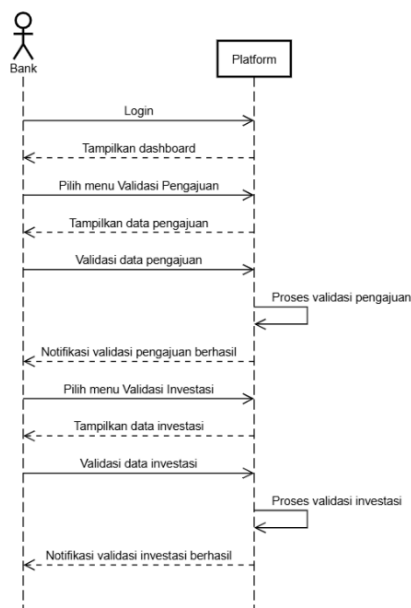 Bank
Platform
Login
Tampilkan dashboard
Pilih menu Validasi Pengajuan
Tampilkan data pengajuan
Validasi data pengajuan
Proses validasi pengajuan
Notifikasi validasi pengajuan berhasil
Pilih menu Validasi Investasi
Tampilkan data investasi
Validasi data investasi
Proses validasi investasi
Notifikasi validasi investasi berhasil